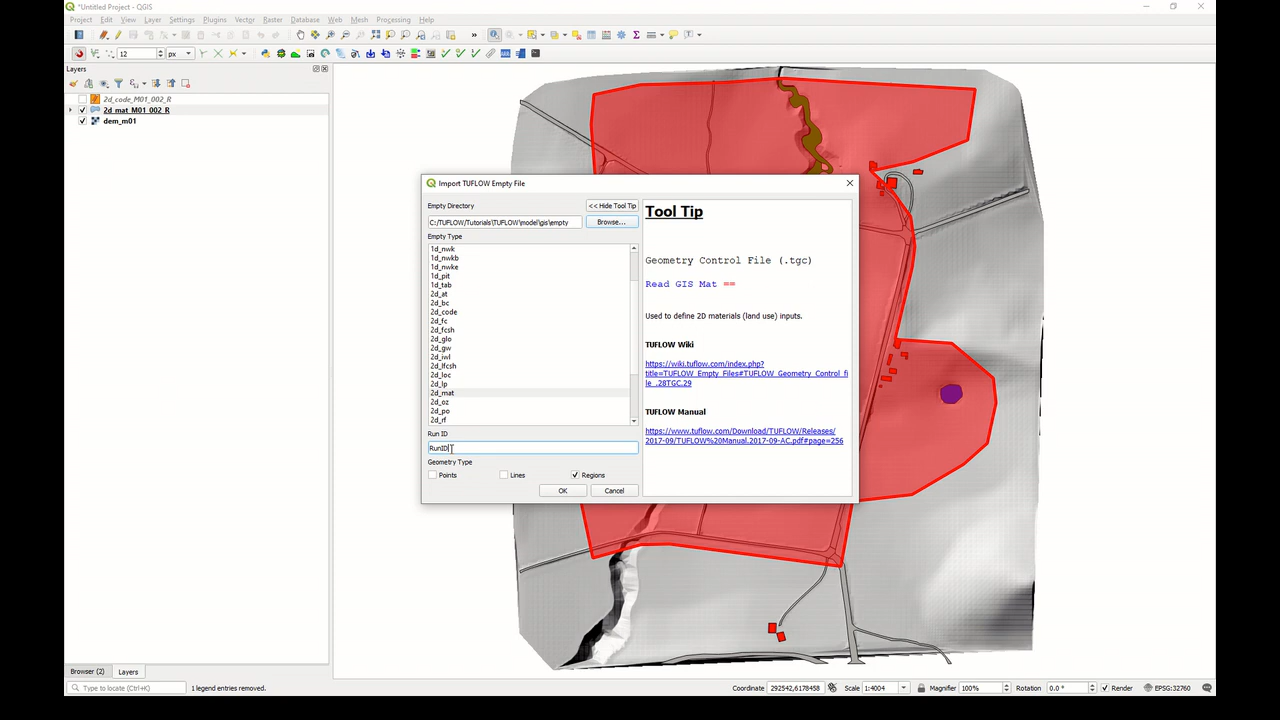 *Untitled Project - QGIS
Project Edit View Layer Settings Plugins Vector Raster Database Web Mesh Processing Help
12 px
Layers
2d_code_M01_002_R
2d_mat_M01_002_R
dem_m01
Import TUFLOW Empty File
Empty Directory
<< Hide Tool Tip
C:/TUFLOW/Tutorials\TUFLOW\model\gis\empty
Browse...
Empty Type
1d_nwk
1d_nwkb
1d_nwke
1d_pit
1d_tab
2d_at
2d_bc
2d_code
2d_fc
2d_fcsh
2d_glo
2d_gw
2d_iwl
2d_lfcsh
2d_loc
2d_lp
2d_mat
2d_oz
2d_po
2d_rf
Run ID
RunID
Geometry Type
Points Lines Regions
OK Cancel
Tool Tip
Geometry Control File (.tgc)
Read GIS Mat ==
Used to define 2D materials (land use) inputs.
TUFLOW Wiki
https://wiki.tuflow.com/index.php?
title=TUFLOW_Empty_Files#TUFLOW_Geometry_Control_fi
le_.28TGC.29
TUFLOW Manual
https://www.tuflow.com/Download/TUFLOW/Releases/
2017-09/TUFLOW%20Manual.2017-09-AC.pdf#page=256
Browser (2) Layers
Type to locate (Ctrl+K) 1 legend entries removed. Coordinate 292542,6178458 Scale 1:4004 Magnifier 100% Rotation 0.0 ° Render EPSG:32760